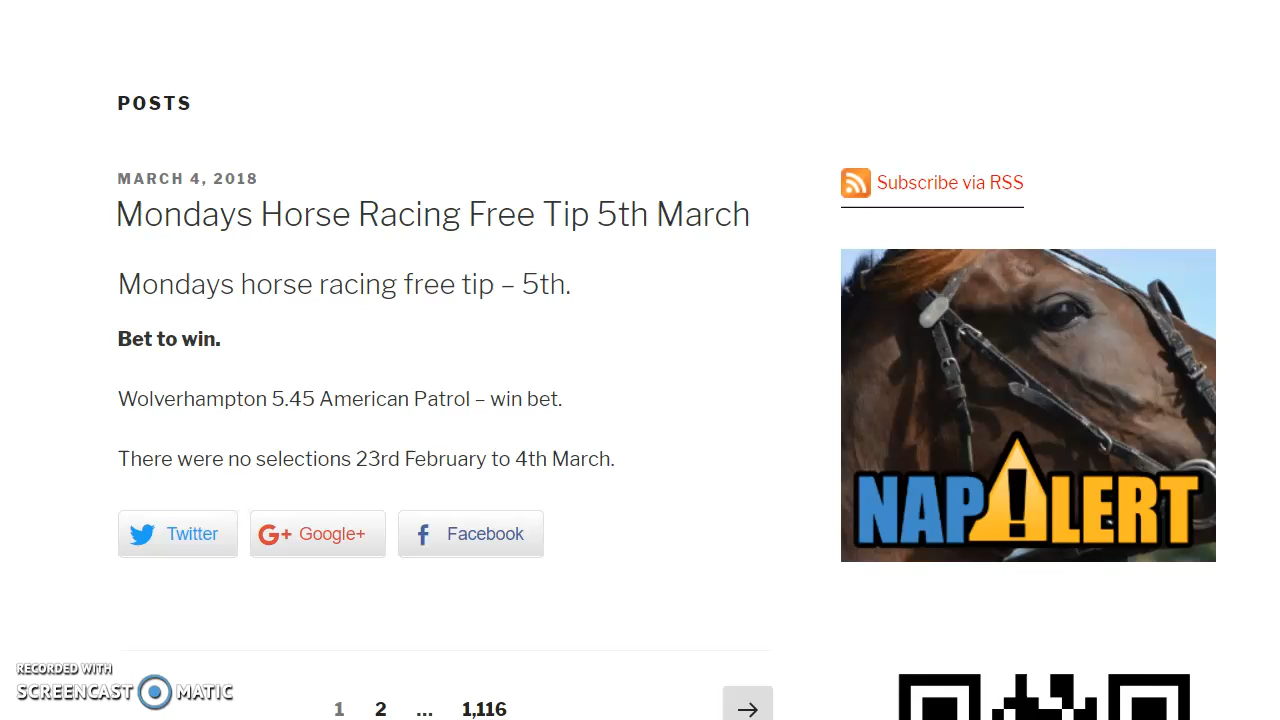 POSTS
MARCH 4, 2018
Mondays Horse Racing Free Tip 5th March
Mondays horse racing free tip – 5th.
Bet to win.
Wolverhampton 5.45 American Patrol – win bet.
There were no selections 23rd February to 4th March.
Twitter
Google+
Facebook
1 2 … 1,116
Subscribe via RSS
NAP LERT
RECORDED WITH
SCREENCAST MATIC